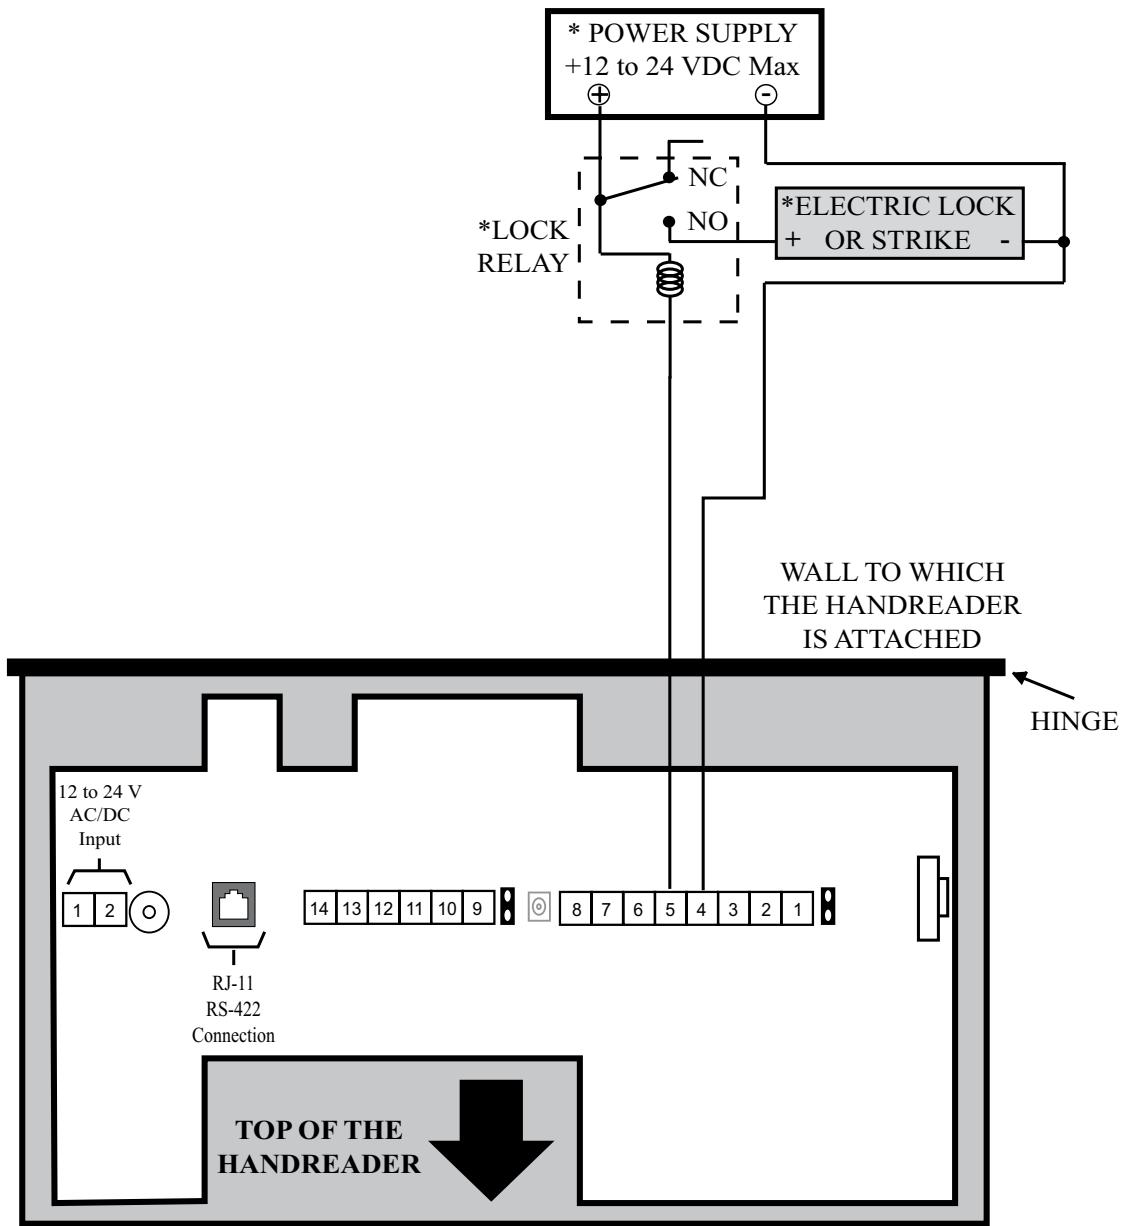 * POWER SUPPLY
+12 to 24 VDC Max
+ -
NC
NO
*LOCK
RELAY
*ELECTRIC LOCK
+ OR STRIKE -
WALL TO WHICH
THE HANDREADER
IS ATTACHED
HINGE
12 to 24 V
AC/DC
Input
1 2
14 13 12 11 10 9
8 7 6 5 4 3 2 1
RJ-11
RS-422
Connection
TOP OF THE
HANDREADER